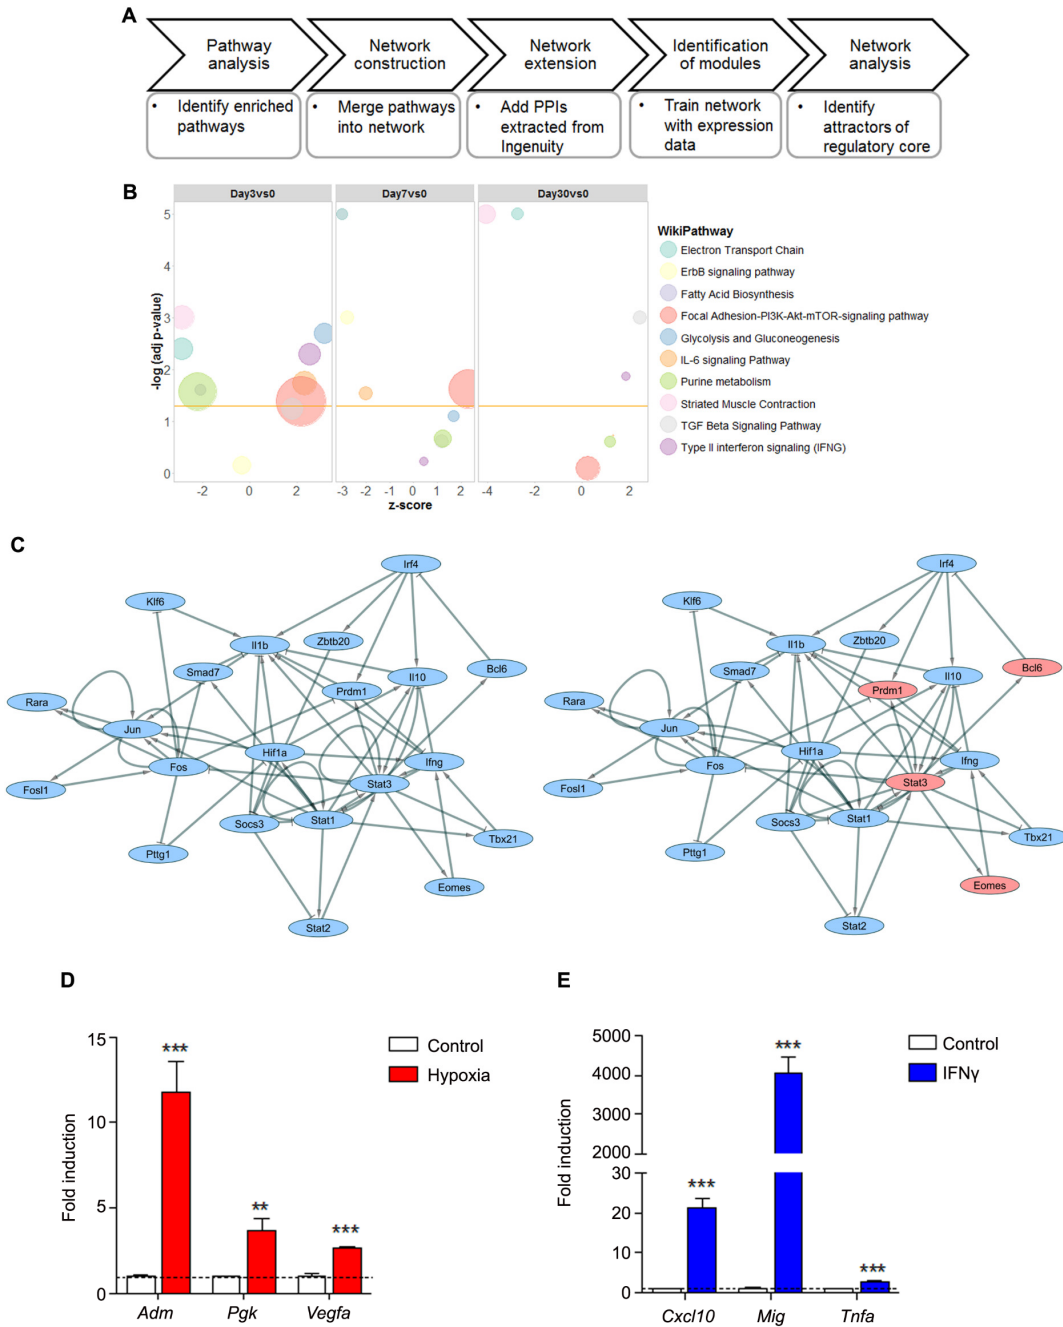 A
Pathway
analysis
Network
construction
Network
extension
Identification
of modules
Network
analysis
• Identify enriched
pathways
• Merge pathways
into network
• Add PPIs
extracted from
Ingenuity
• Train network
with expression
data
• Identify
attractors of
regulatory core
B
Day3vs0
Day7vs0
Day30vs0
-log (adj p-value)
5
4
3
2
1
0
-2
0
2
-3
-2
-1
0
1
2
-4
-2
0
2
z-score
WikiPathway
Electron Transport Chain
ErbB signaling pathway
Fatty Acid Biosynthesis
Focal Adhesion-PI3K-Akt-mTOR-signaling pathway
Glycolysis and Gluconeogenesis
IL-6 signaling Pathway
Purine metabolism
Striated Muscle Contraction
TGF Beta Signaling Pathway
Type II interferon signaling (IFNG)
C
Irf4
Klf6
Il1b
Zbtb20
Smad7
Prdm1
Il10
Bcl6
Rara
Jun
Fos
Hif1a
Ifng
Fosl1
Stat3
Socs3
Stat1
Tbx21
Pttg1
Eomes
Stat2
Irf4
Klf6
Il1b
Zbtb20
Smad7
Prdm1
Il10
Bcl6
Rara
Jun
Fos
Hif1a
Ifng
Fosl1
Stat3
Socs3
Stat1
Tbx21
Pttg1
Eomes
Stat2
D
Fold induction
15
10
5
0
***
**
***
Control
Hypoxia
Adm
Pgk
Vegfa
E
Fold induction
5000
4000
3000
2000
30
20
10
0
***
***
***
Control
IFNγ
Cxcl10
Mig
Tnfa